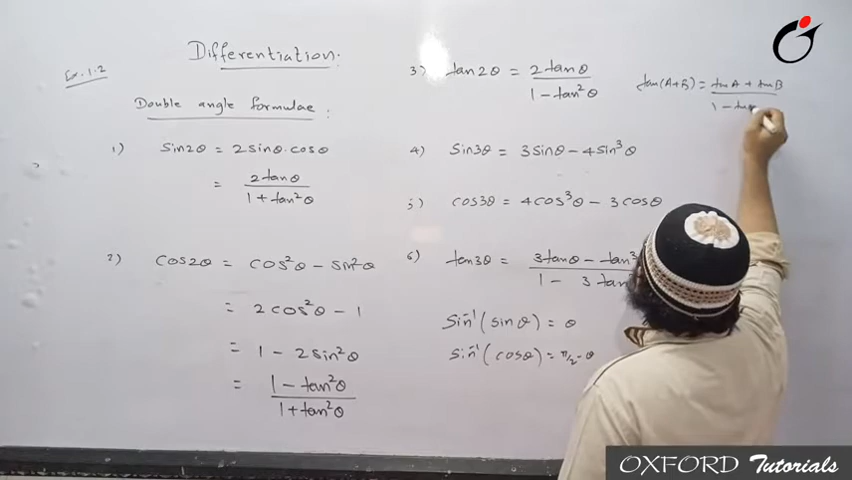 Differentiation.
Ex. 1.2
Double angle formulae :
1) Sin2θ = 2sinθ.cosθ
= 2tanθ / 1 + tan²θ
2) Cos2θ = cos²θ - sin²θ
= 2cos²θ - 1
= 1 - 2sin²θ
= 1 - tan²θ / 1 + tan²θ
3) tan2θ = 2tanθ / 1 - tan²θ
4) Sin3θ = 3sinθ - 4sin³θ
5) cos3θ = 4cos³θ - 3cosθ
6) tan3θ = 3tanθ - tan³ / 1 - 3tan
Sin⁻¹(sinθ) = θ
Sin⁻¹(cosθ) = π/2 - θ
tan(A+B) = tanA + tanB / 1 - tan
OXFORD Tutorials